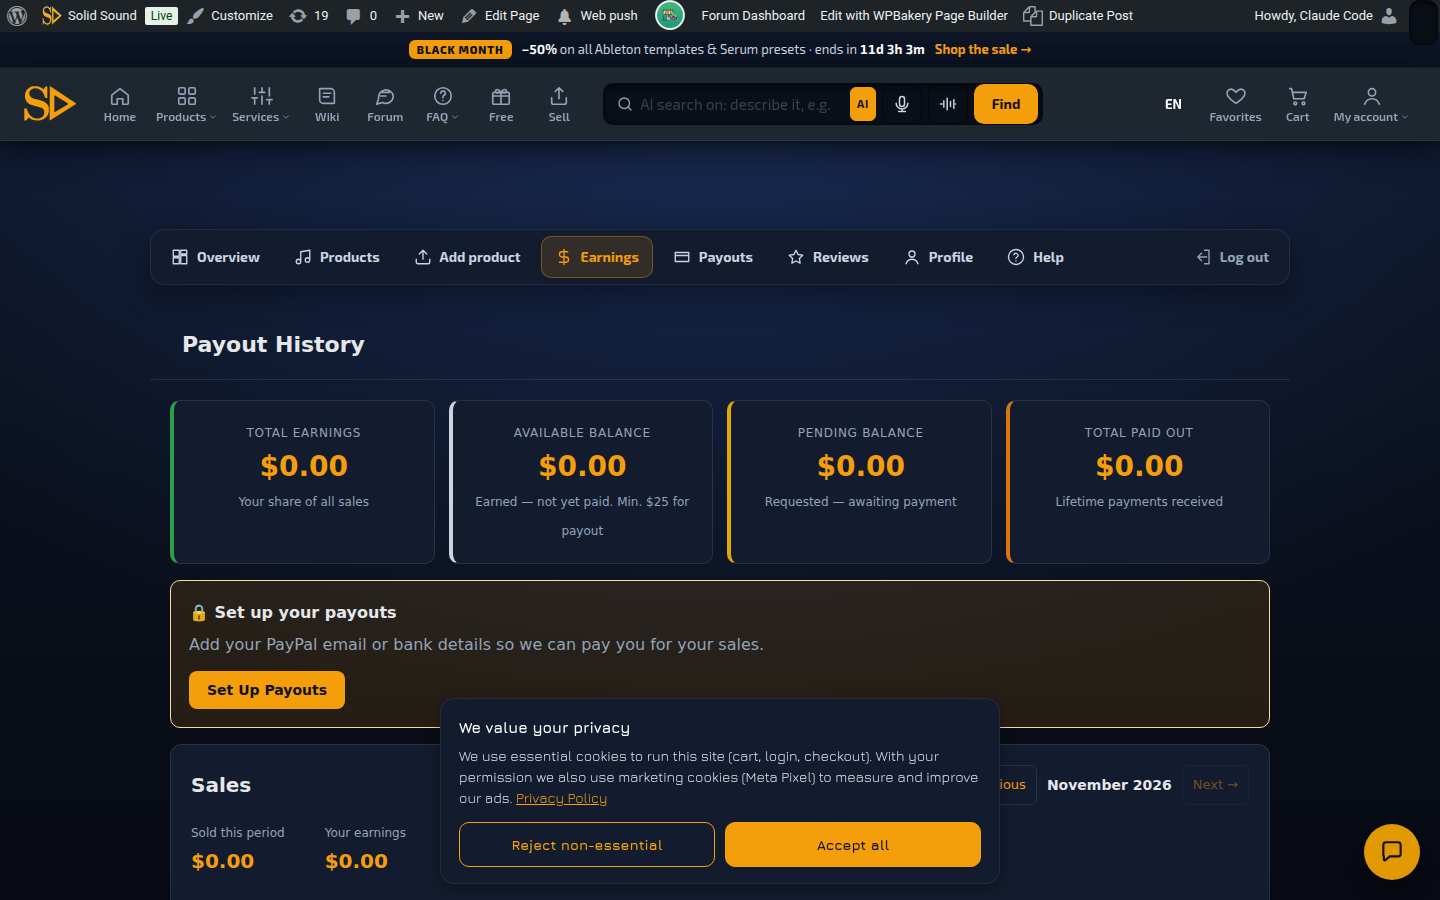 Solid Sound Live Customize 19 0 New Edit Page Web push Forum Dashboard Edit with WPBakery Page Builder Duplicate Post Howdy, Claude Code
BLACK MONTH –50% on all Ableton templates & Serum presets · ends in 11d 3h 3m Shop the sale →
Home Products Services Wiki Forum FAQ Free Sell AI search on: describe it, e.g. AI Find EN Favorites Cart My account
Overview Products Add product Earnings Payouts Reviews Profile Help Log out
Payout History
TOTAL EARNINGS
$0.00
Your share of all sales
AVAILABLE BALANCE
$0.00
Earned — not yet paid. Min. $25 for
payout
PENDING BALANCE
$0.00
Requested — awaiting payment
TOTAL PAID OUT
$0.00
Lifetime payments received
Set up your payouts
Add your PayPal email or bank details so we can pay you for your sales.
Set Up Payouts
Sales
November 2026 Next →
Sold this period
$0.00
Your earnings
$0.00
We value your privacy
We use essential cookies to run this site (cart, login, checkout). With your
permission we also use marketing cookies (Meta Pixel) to measure and improve
our ads. Privacy Policy
Reject non-essential
Accept all